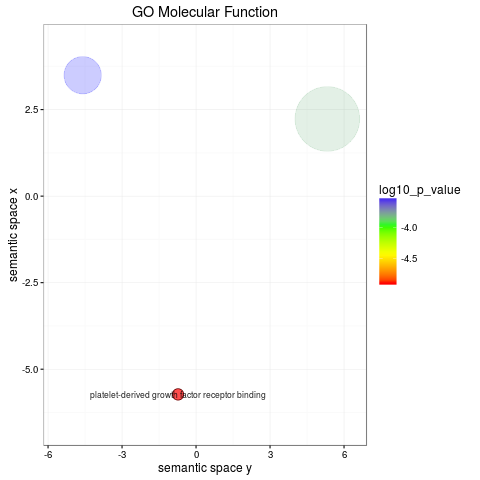 GO Molecular Function
2.5
0.0
-2.5
-5.0
semantic space x
platelet-derived growth factor receptor binding
-6
-3
0
3
6
semantic space y
log10_p_value
-4.0
-4.5